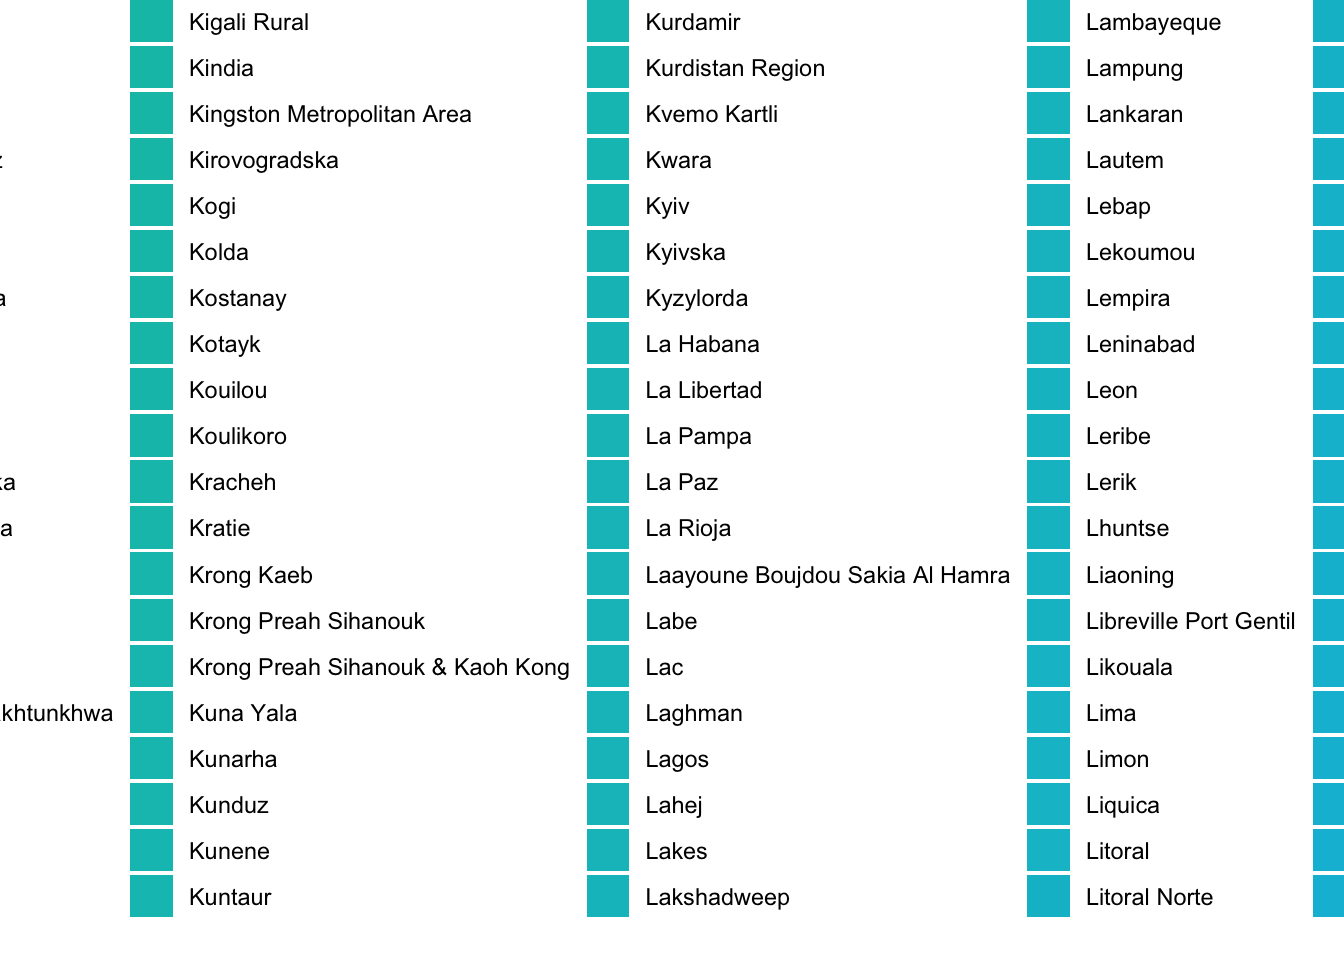 Kigali Rural
Kindia
Kingston Metropolitan Area
Kirovogradska
Kogi
Kolda
Kostanay
Kotayk
Kouilou
Koulikoro
Kracheh
Kratie
Krong Kaeb
Krong Preah Sihanouk
Krong Preah Sihanouk & Kaoh Kong
Kuna Yala
Kunarha
Kunduz
Kunene
Kuntaur
Kurdamir
Kurdistan Region
Kvemo Kartli
Kwara
Kyiv
Kyivska
Kyzylorda
La Habana
La Libertad
La Pampa
La Paz
La Rioja
Laayoune Boujdou Sakia Al Hamra
Labe
Lac
Laghman
Lagos
Lahej
Lakes
Lakshadweep
Lambayeque
Lampung
Lankaran
Lautem
Lebap
Lekoumou
Lempira
Leninabad
Leon
Leribe
Lerik
Lhuntse
Liaoning
Libreville Port Gentil
Likouala
Lima
Limon
Liquica
Litoral
Litoral Norte